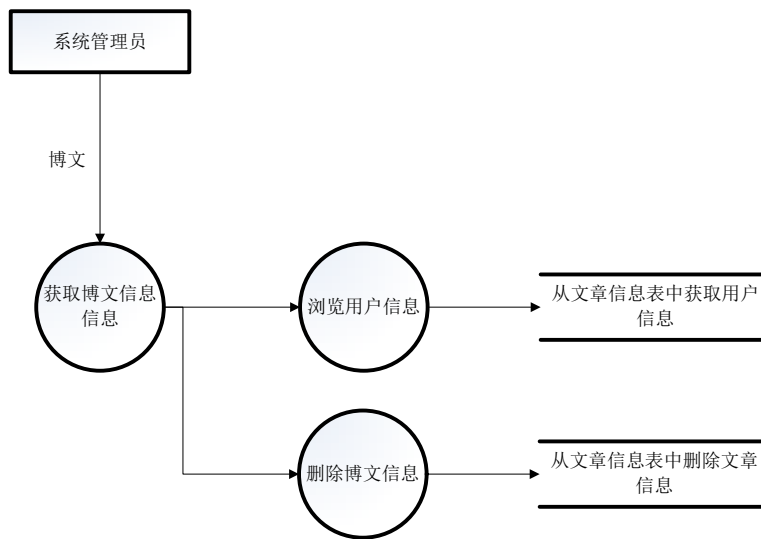 系统管理员
博文
获取博文信息
信息
浏览用户信息
从文章信息表中获取用户
信息
删除博文信息
从文章信息表中删除文章
信息